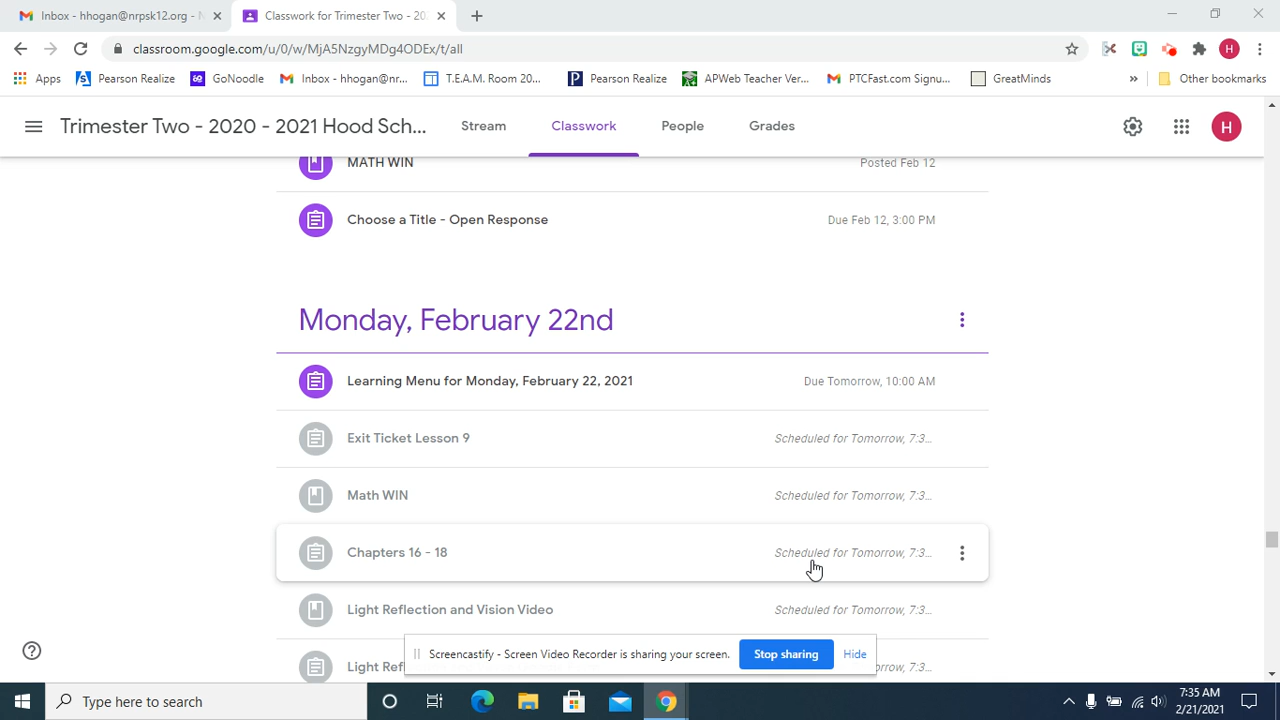 Inbox - hhogan@nrpsk12.org - N
Classwork for Trimester Two - 202
classroom.google.com/u/0/w/MjA5NzgyMDg4ODEx/t/all
H
Apps
Pearson Realize
GoNoodle
Inbox - hhogan@nr...
T.E.A.M. Room 20...
Pearson Realize
APWeb Teacher Ver...
PTCFast.com Signu...
GreatMinds
»
Other bookmarks
Trimester Two - 2020 - 2021 Hood Sch...
Stream
Classwork
People
Grades
H
MATH WIN
Posted Feb 12
Choose a Title - Open Response
Due Feb 12, 3:00 PM
Monday, February 22nd
Learning Menu for Monday, February 22, 2021
Due Tomorrow, 10:00 AM
Exit Ticket Lesson 9
Scheduled for Tomorrow, 7:3...
Math WIN
Scheduled for Tomorrow, 7:3...
Chapters 16 - 18
Scheduled for Tomorrow, 7:3...
Light Reflection and Vision Video
Scheduled for Tomorrow, 7:3...
Light Ref
row, 7:3...
Screencastify - Screen Video Recorder is sharing your screen.
Stop sharing
Hide
Type here to search
7:35 AM
2/21/2021